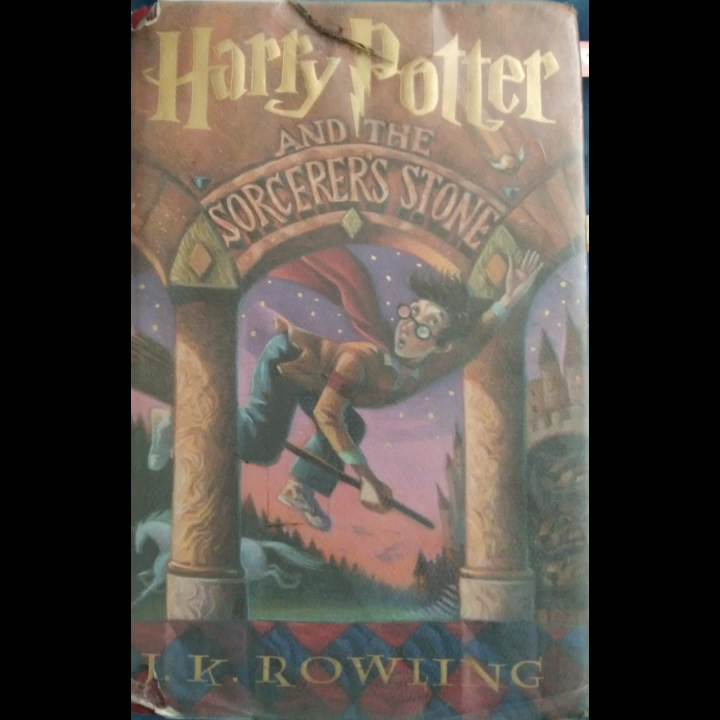 Harry Potter
AND THE
SORCERER'S STONE
J. K. ROWLING